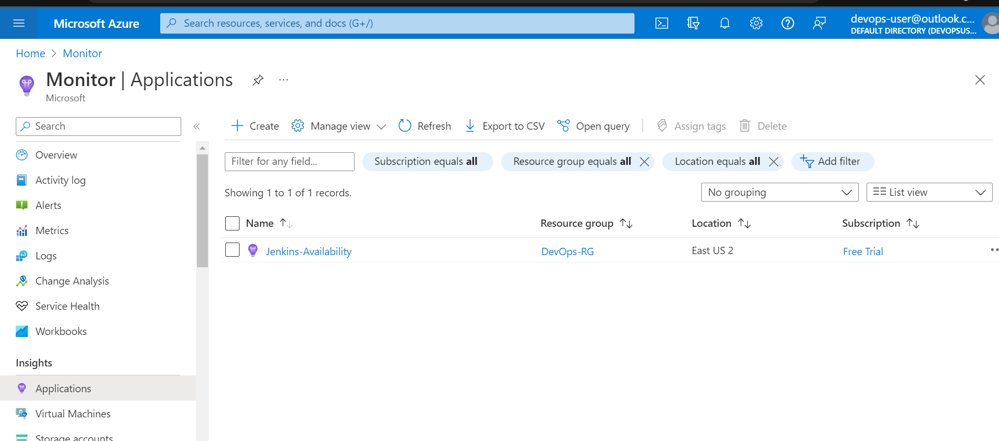 Microsoft Azure
Search resources, services, and docs (G+/)
devops-user@outlook.c...
DEFAULT DIRECTORY (DEVOPSUS...
Home > Monitor
Monitor | Applications
...
Microsoft
Search
«
Create
Manage view
Refresh
Export to CSV
Open query
Assign tags
Delete
Overview
Activity log
Alerts
Metrics
Logs
Change Analysis
Service Health
Workbooks
Insights
Applications
Virtual Machines
Storage accounts
Filter for any field...
Subscription equals all
Resource group equals all
Location equals all
Add filter
Showing 1 to 1 of 1 records.
No grouping
List view
Name
Resource group
Location
Subscription
Jenkins-Availability
DevOps-RG
East US 2
Free Trial